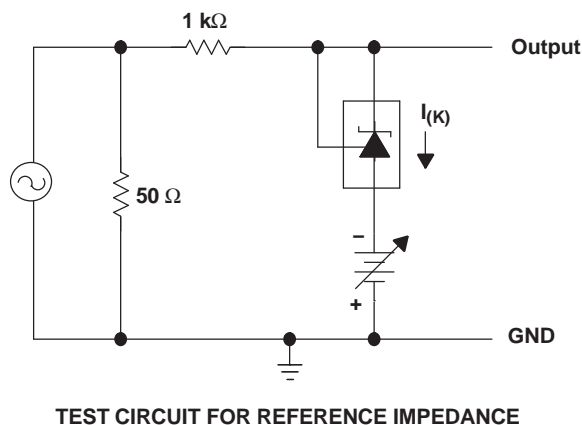 1 kΩ
Output
I(K)
50 Ω
−
+
GND
TEST CIRCUIT FOR REFERENCE IMPEDANCE